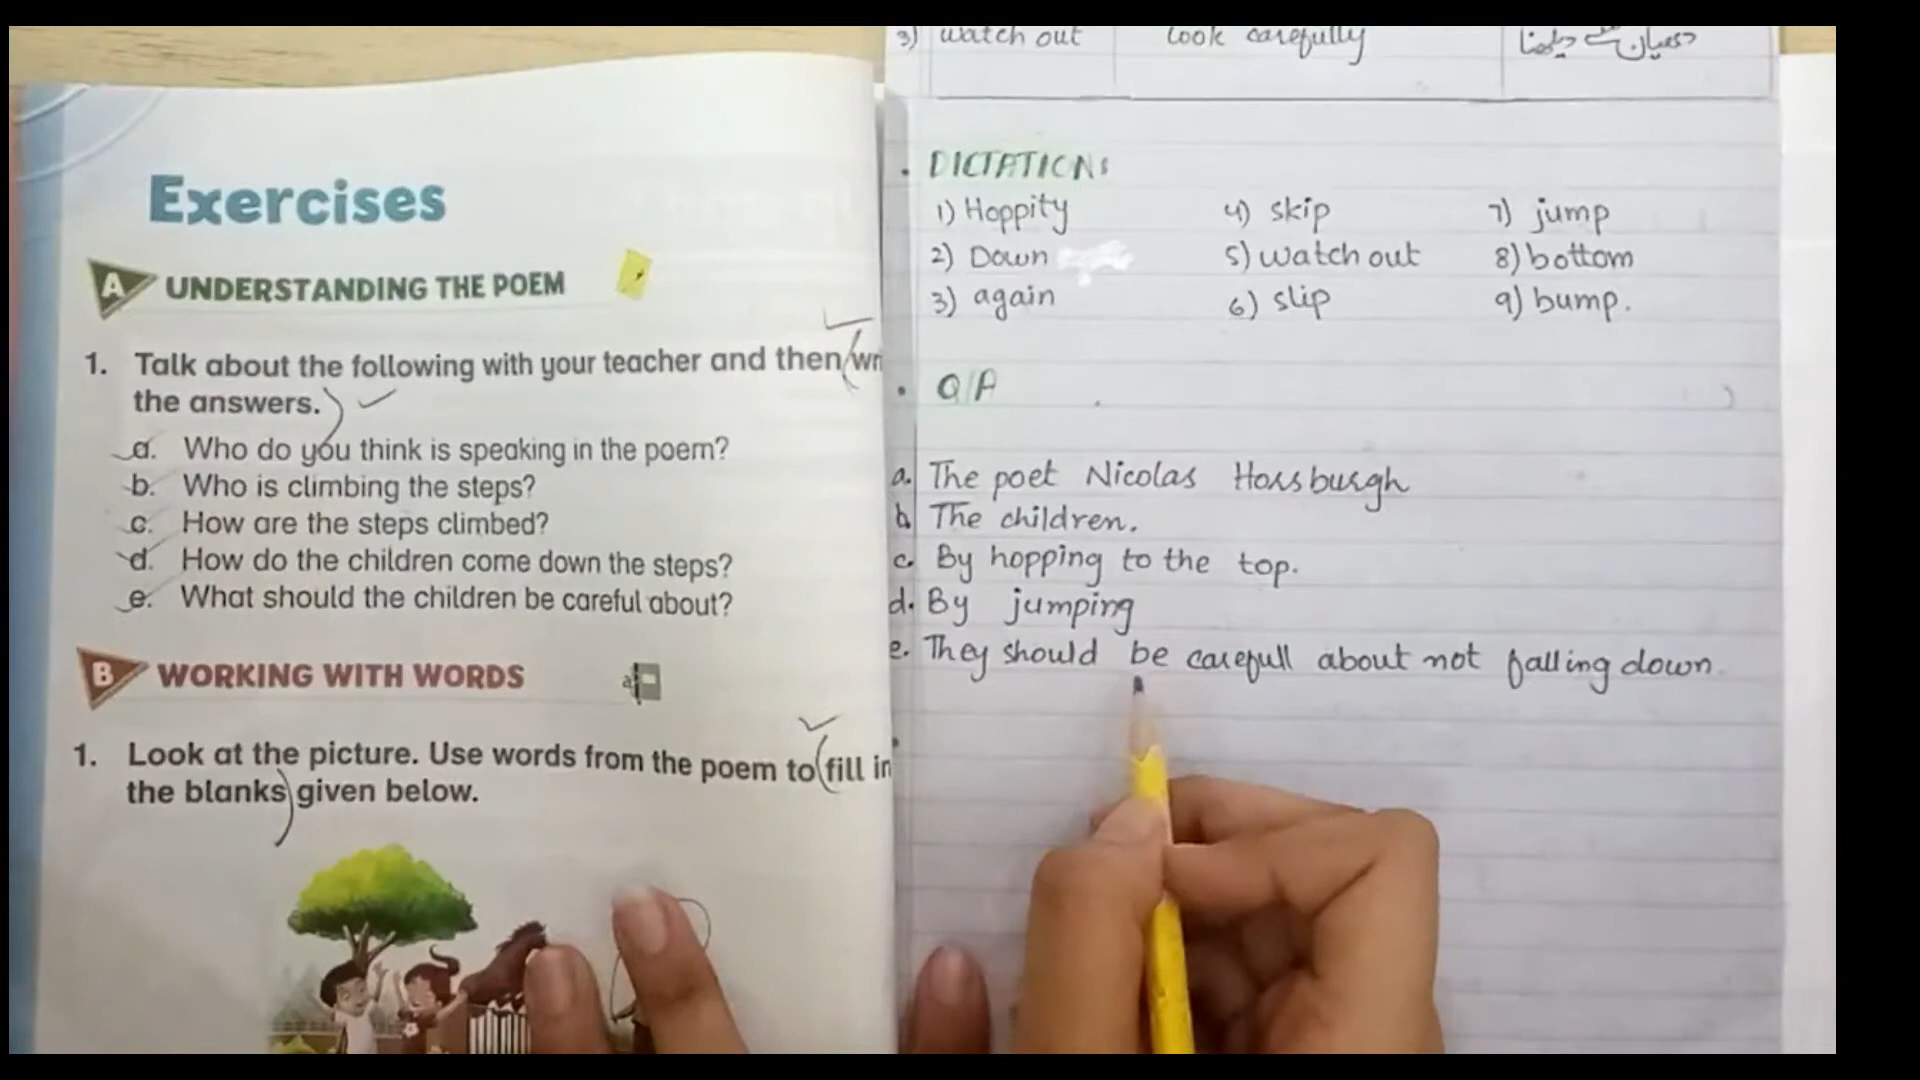 Exercises
A UNDERSTANDING THE POEM
1. Talk about the following with your teacher and then
the answers.
a. Who do you think is speaking in the poem?
b. Who is climbing the steps?
c. How are the steps climbed?
d. How do the children come down the steps?
e. What should the children be careful about?
B WORKING WITH WORDS
1. Look at the picture. Use words from the poem to fill in
the blanks given below.
3) watch out look carefully
DICTATIONS
1) Hoppity 4) skip 7) jump
2) Down 5) watch out 8) bottom
3) again 6) slip 9) bump.
Q/A
a. The poet Nicolas Horsburgh
b. The children.
c. By hopping to the top.
d. By jumping
e. They should be carefull about not falling down.